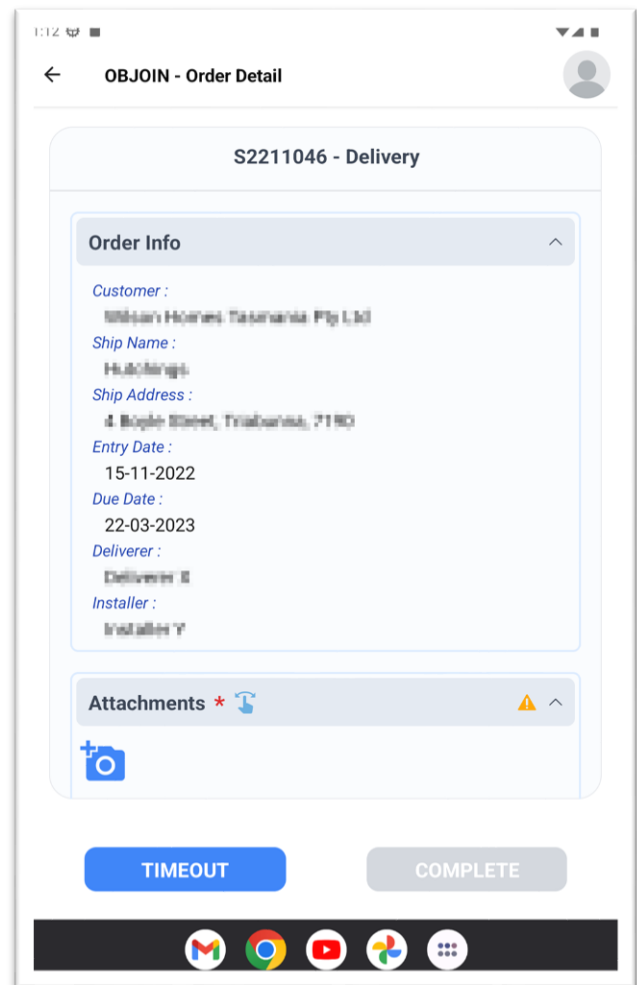 1:12
OBJOIN - Order Detail
S2211046 - Delivery
Order Info
Customer :
Ship Name :
Ship Address :
Entry Date :
15-11-2022
Due Date :
22-03-2023
Deliverer :
Installer :
Attachments *
TIMEOUT
COMPLETE